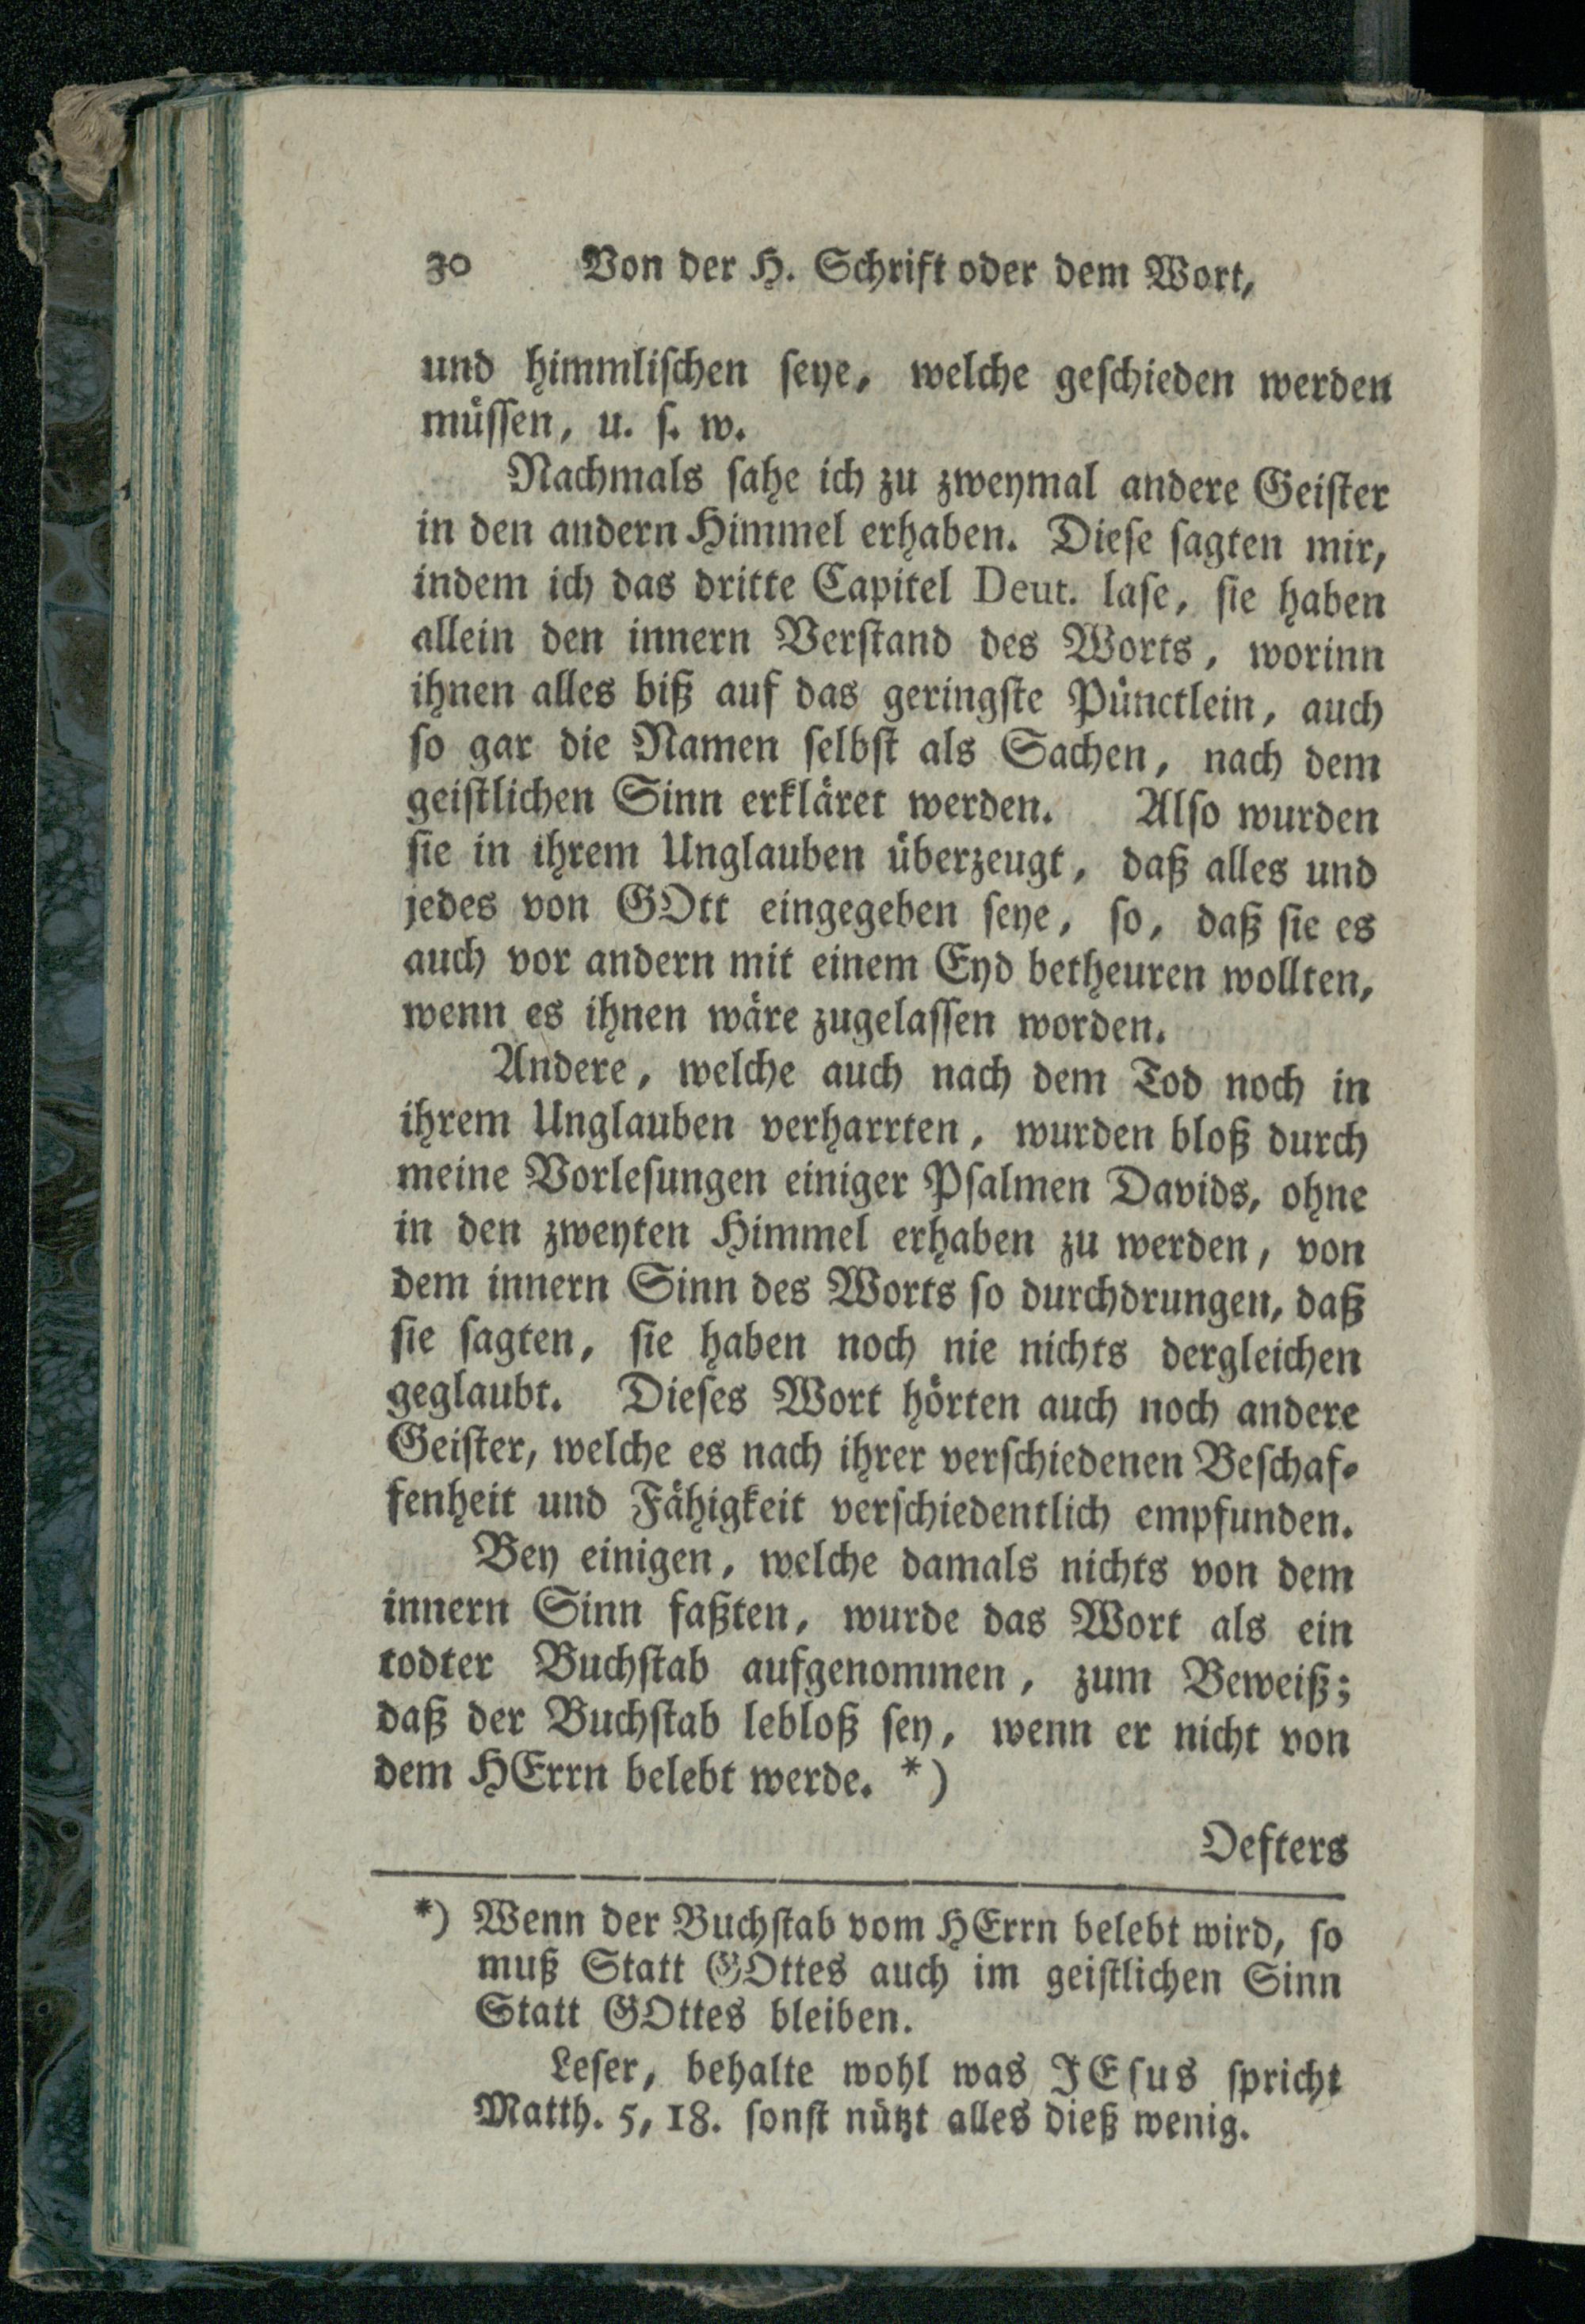 30 Von der H. Schrift oder dem Wort,
und himmlischen seye, welche geschieden werden
müssen, u. s. w.
Nachmals sahe ich zu zweymal andere Geister
in den andern Himmel erhaben. Diese sagten mir,
indem ich das dritte Capitel Deut. lase, sie haben
allein den innern Verstand des Worts, worinn
ihnen alles biß auf das geringste Pünctlein, auch
so gar die Namen selbst als Sachen, nach dem
geistlichen Sinn erkläret werden. Also wurden
sie in ihrem Unglauben überzeugt, daß alles und
jedes von GOtt eingegeben seye, so, daß sie es
auch vor andern mit einem Eyd betheuren wollten,
wenn es ihnen wäre zugelassen worden.
Andere, welche auch nach dem Tod noch in
ihrem Unglauben verharrten, wurden bloß durch
meine Vorlesungen einiger Psalmen Davids, ohne
in den zweyten Himmel erhaben zu werden, von
dem innern Sinn des Worts so durchdrungen, daß
sie sagten, sie haben noch nie nichts dergleichen
geglaubt. Dieses Wort hörten auch noch andere
Geister, welche es nach ihrer verschiedenen Beschaf-
fenheit und Fähigkeit verschiedentlich empfunden.
Bey einigen, welche damals nichts von dem
innern Sinn faßten, wurde das Wort als ein
todter Buchstab aufgenommen, zum Beweiß;
daß der Buchstab lebloß sey, wenn er nicht von
dem HErrn belebt werde. *)
Oefters
*) Wenn der Buchstab vom HErrn belebt wird, so
muß Statt GOttes auch im geistlichen Sinn
Statt GOttes bleiben.
Leser, behalte wohl was JEsus spricht
Matth. 5, 18. sonst nützt alles dieß wenig.